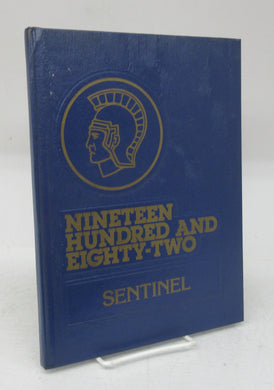 NINETEEN
HUNDRED AND
EIGHTY-TWO
SENTINEL